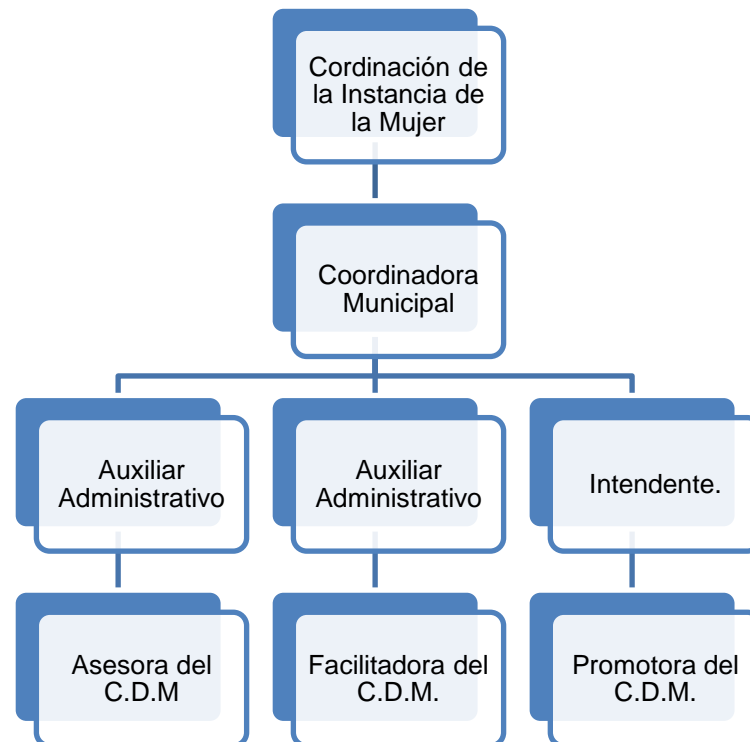 Cordinación de
la Instancia de
la Mujer
Coordinadora
Municipal
Auxiliar
Administrativo
Auxiliar
Administrativo
Intendente.
Asesora del
C.D.M
Facilitadora del
C.D.M.
Promotora del
C.D.M.